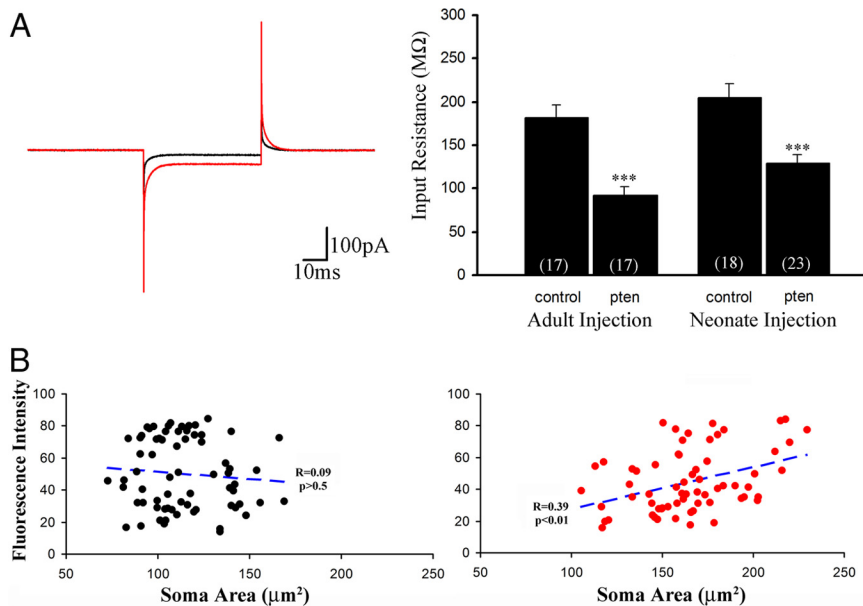 A
100pA
10ms
Input Resistance (MΩ)
300
250
200
150
100
50
0
***
***
(17)
(17)
(18)
(23)
control
pten
control
pten
Adult Injection
Neonate Injection
B
Fluorescence Intensity
100
80
60
40
20
0
R=0.09
p>0.5
50
100
150
200
250
Soma Area (μm²)
100
80
60
40
20
0
R=0.39
p<0.01
50
100
150
200
250
Soma Area (μm²)